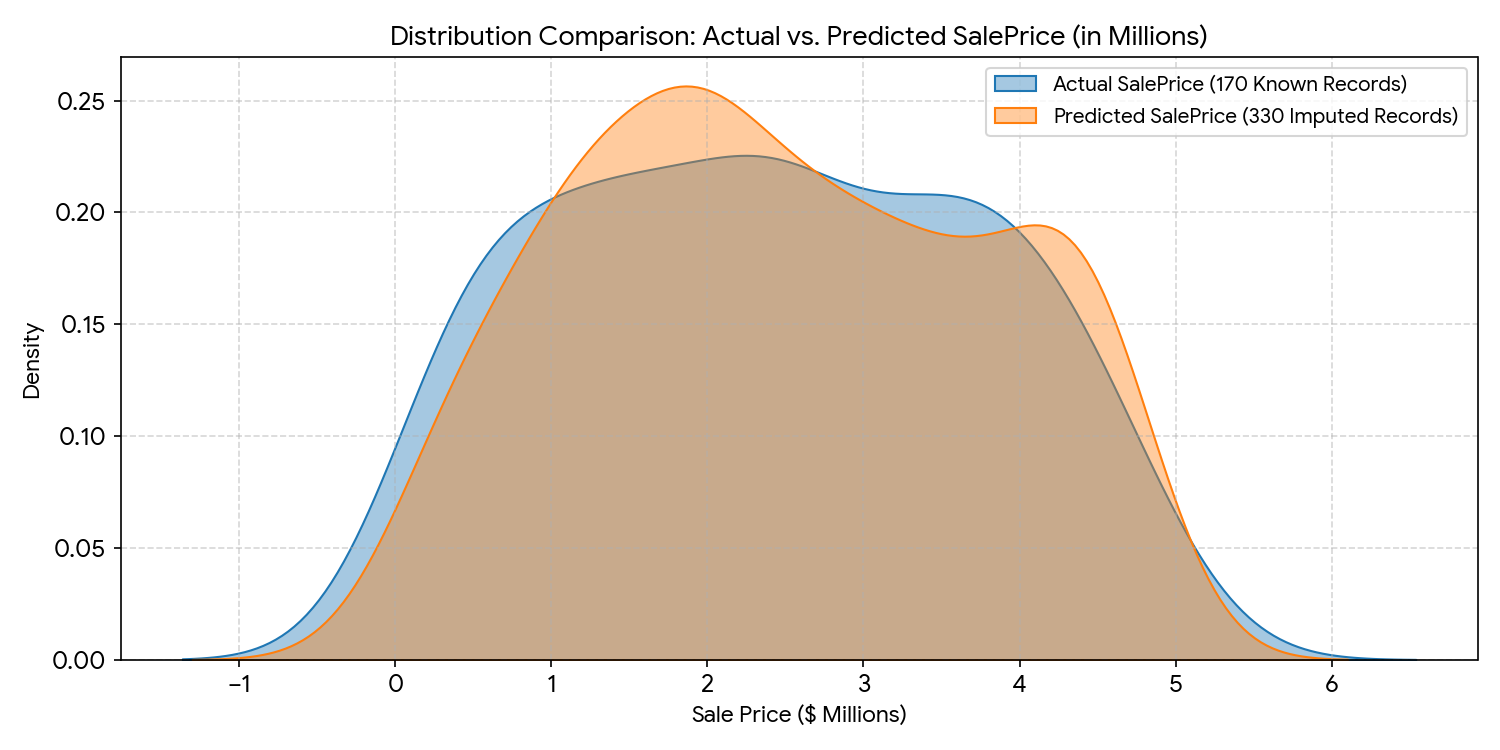 Distribution Comparison: Actual vs. Predicted SalePrice (in Millions)
Actual SalePrice (170 Known Records)
Predicted SalePrice (330 Imputed Records)
0.25
0.20
0.15
0.10
0.05
0.00
Density
−1
0
1
2
3
4
5
6
Sale Price ($ Millions)